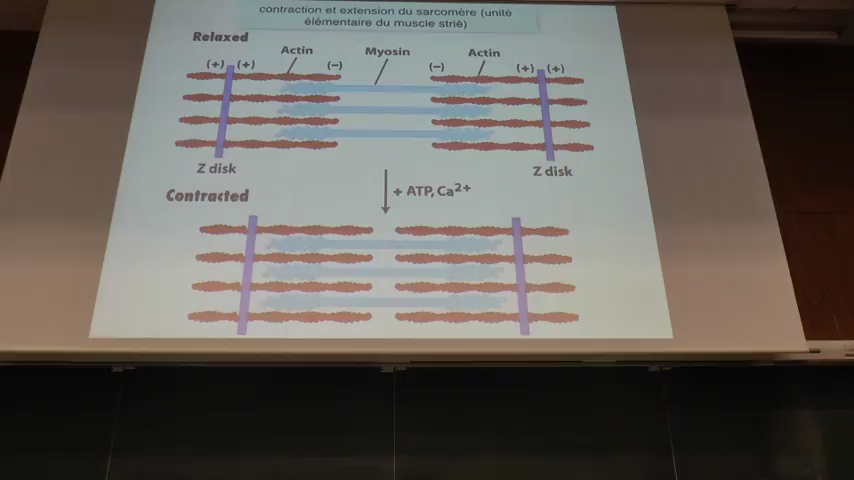 contraction et extension du sarcomère (unité
élémentaire du muscle strié)
Relaxed
Actin Myosin Actin
(+) (+) (−) (−) (+) (+)
Z disk Z disk
+ ATP, Ca2+
Contracted